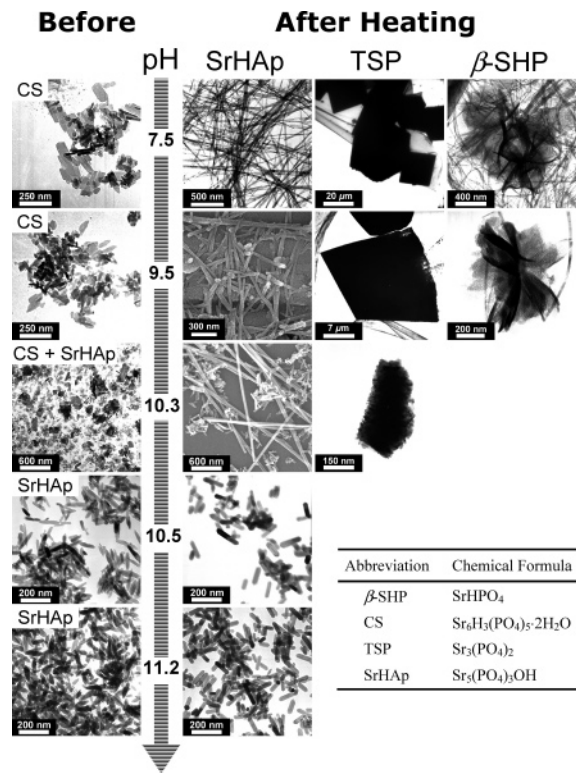 Before
After Heating
pH
SrHAp
TSP
β-SHP
CS
250 nm
7.5
500 nm
20 µm
400 nm
CS
250 nm
9.5
300 nm
7 µm
200 nm
CS + SrHAp
600 nm
10.3
600 nm
150 nm
SrHAp
200 nm
10.5
200 nm
SrHAp
200 nm
11.2
200 nm
Abbreviation Chemical Formula
β-SHP SrHPO₄
CS Sr₆H₃(PO₄)₅·2H₂O
TSP Sr₃(PO₄)₂
SrHAp Sr₅(PO₄)₃OH